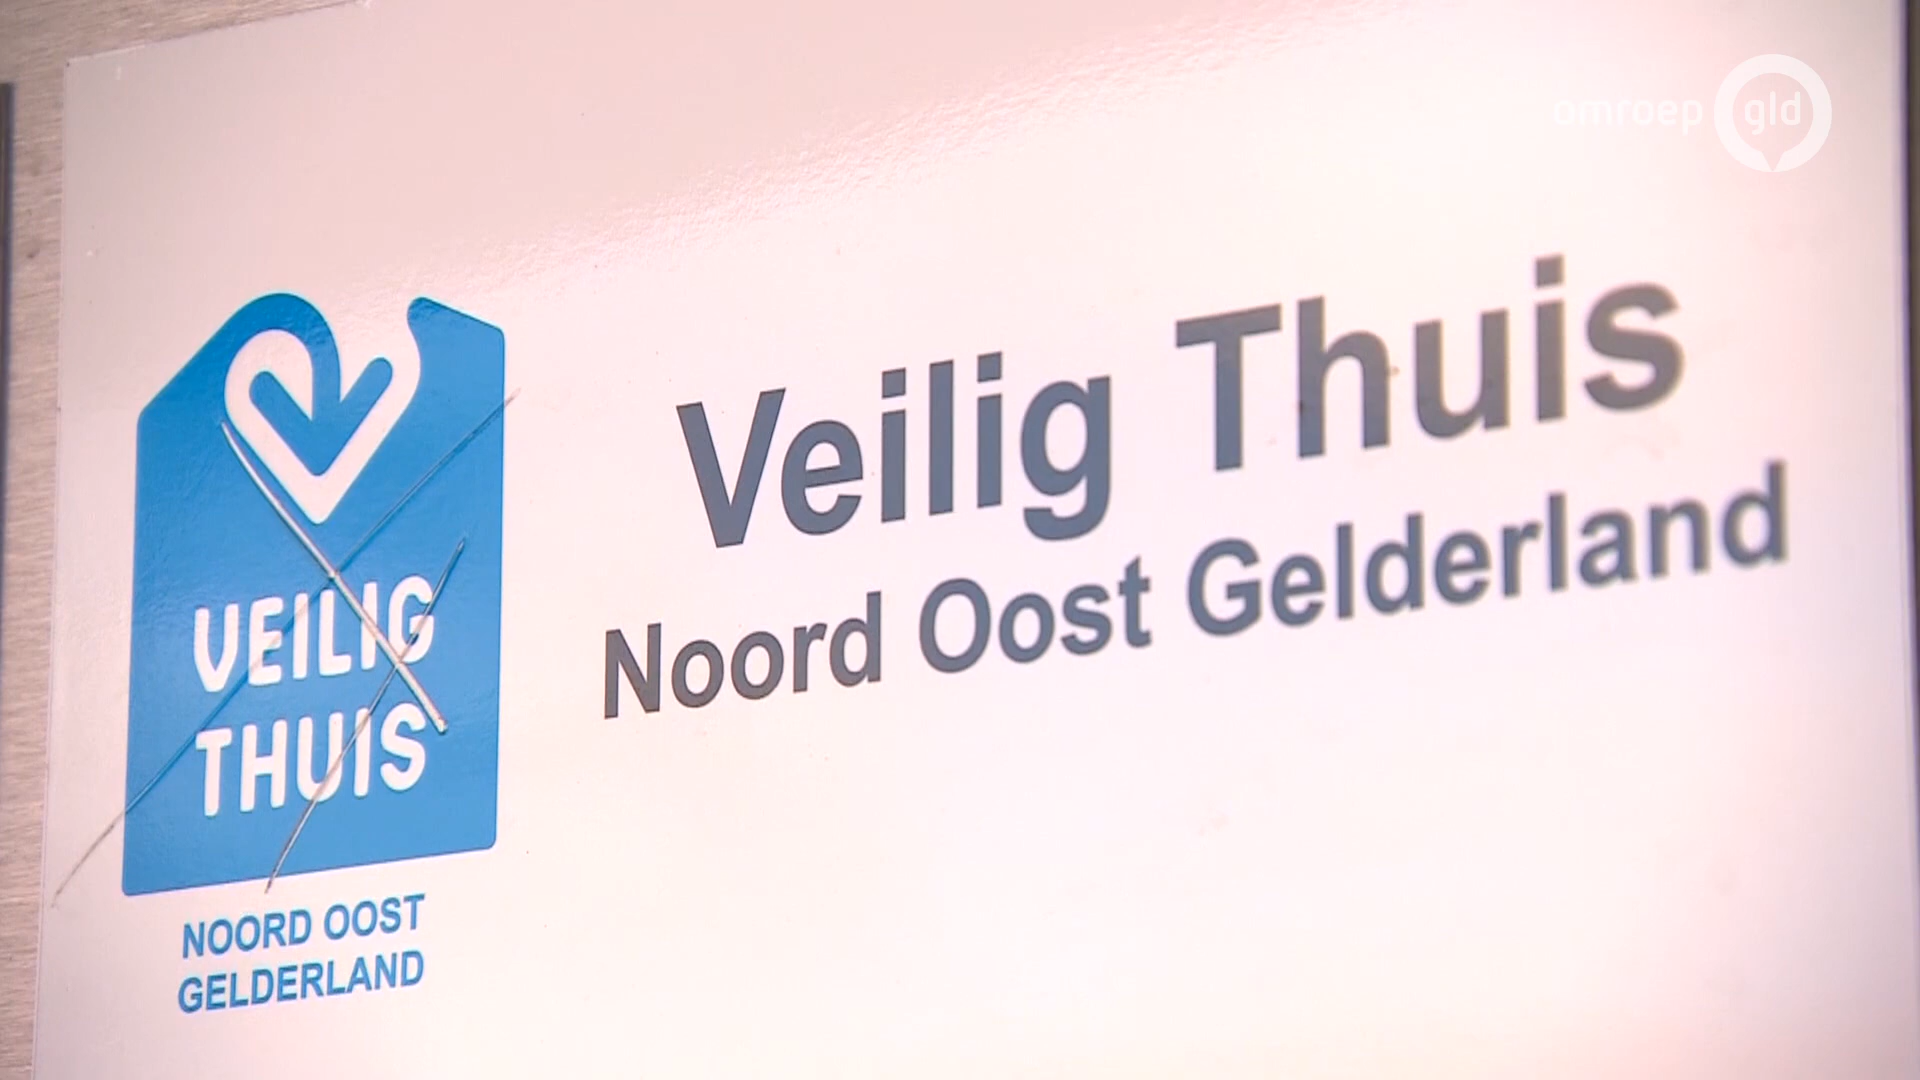 omroep gld
Veilig Thuis
Noord Oost Gelderland
VEILIG
THUIS
NOORD OOST
GELDERLAND